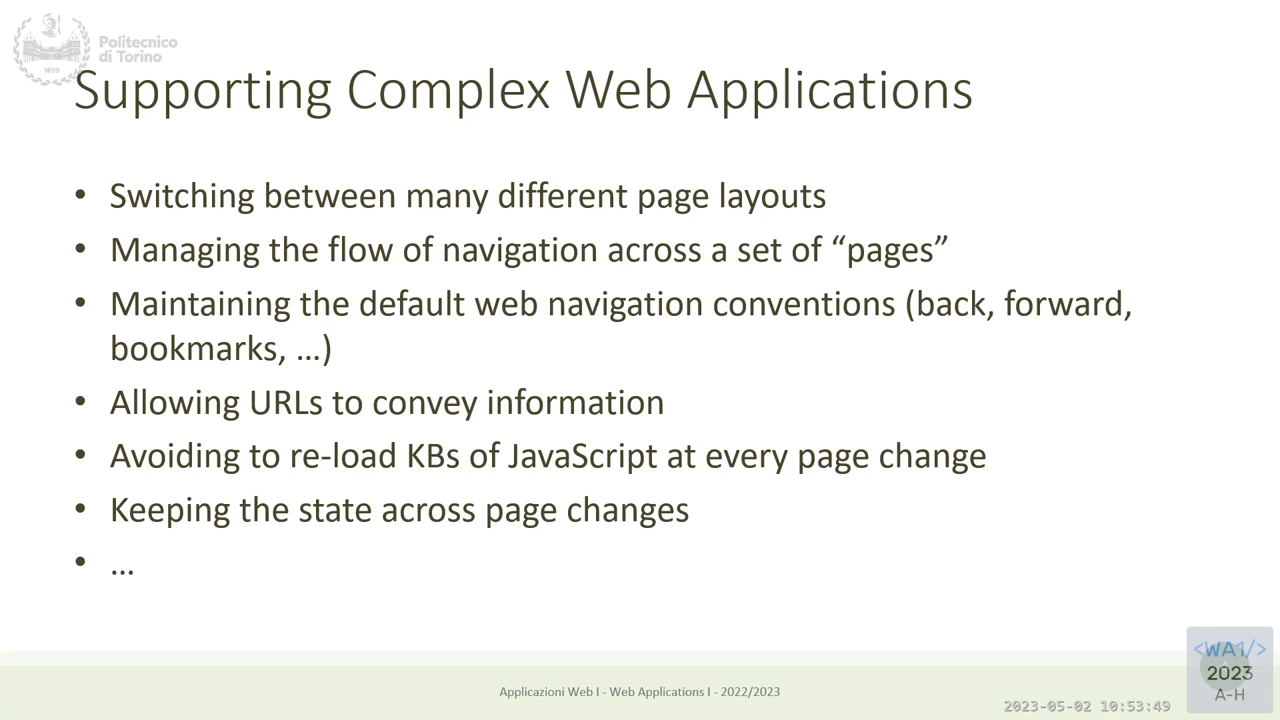 Politecnico
di Torino
1859
Supporting Complex Web Applications
• Switching between many different page layouts
• Managing the flow of navigation across a set of “pages”
• Maintaining the default web navigation conventions (back, forward,
bookmarks, …)
• Allowing URLs to convey information
• Avoiding to re-load KBs of JavaScript at every page change
• Keeping the state across page changes
• …
Applicazioni Web I - Web Applications I - 2022/2023
2023-05-02 10:53:49
<WA1/>
2023
A-H